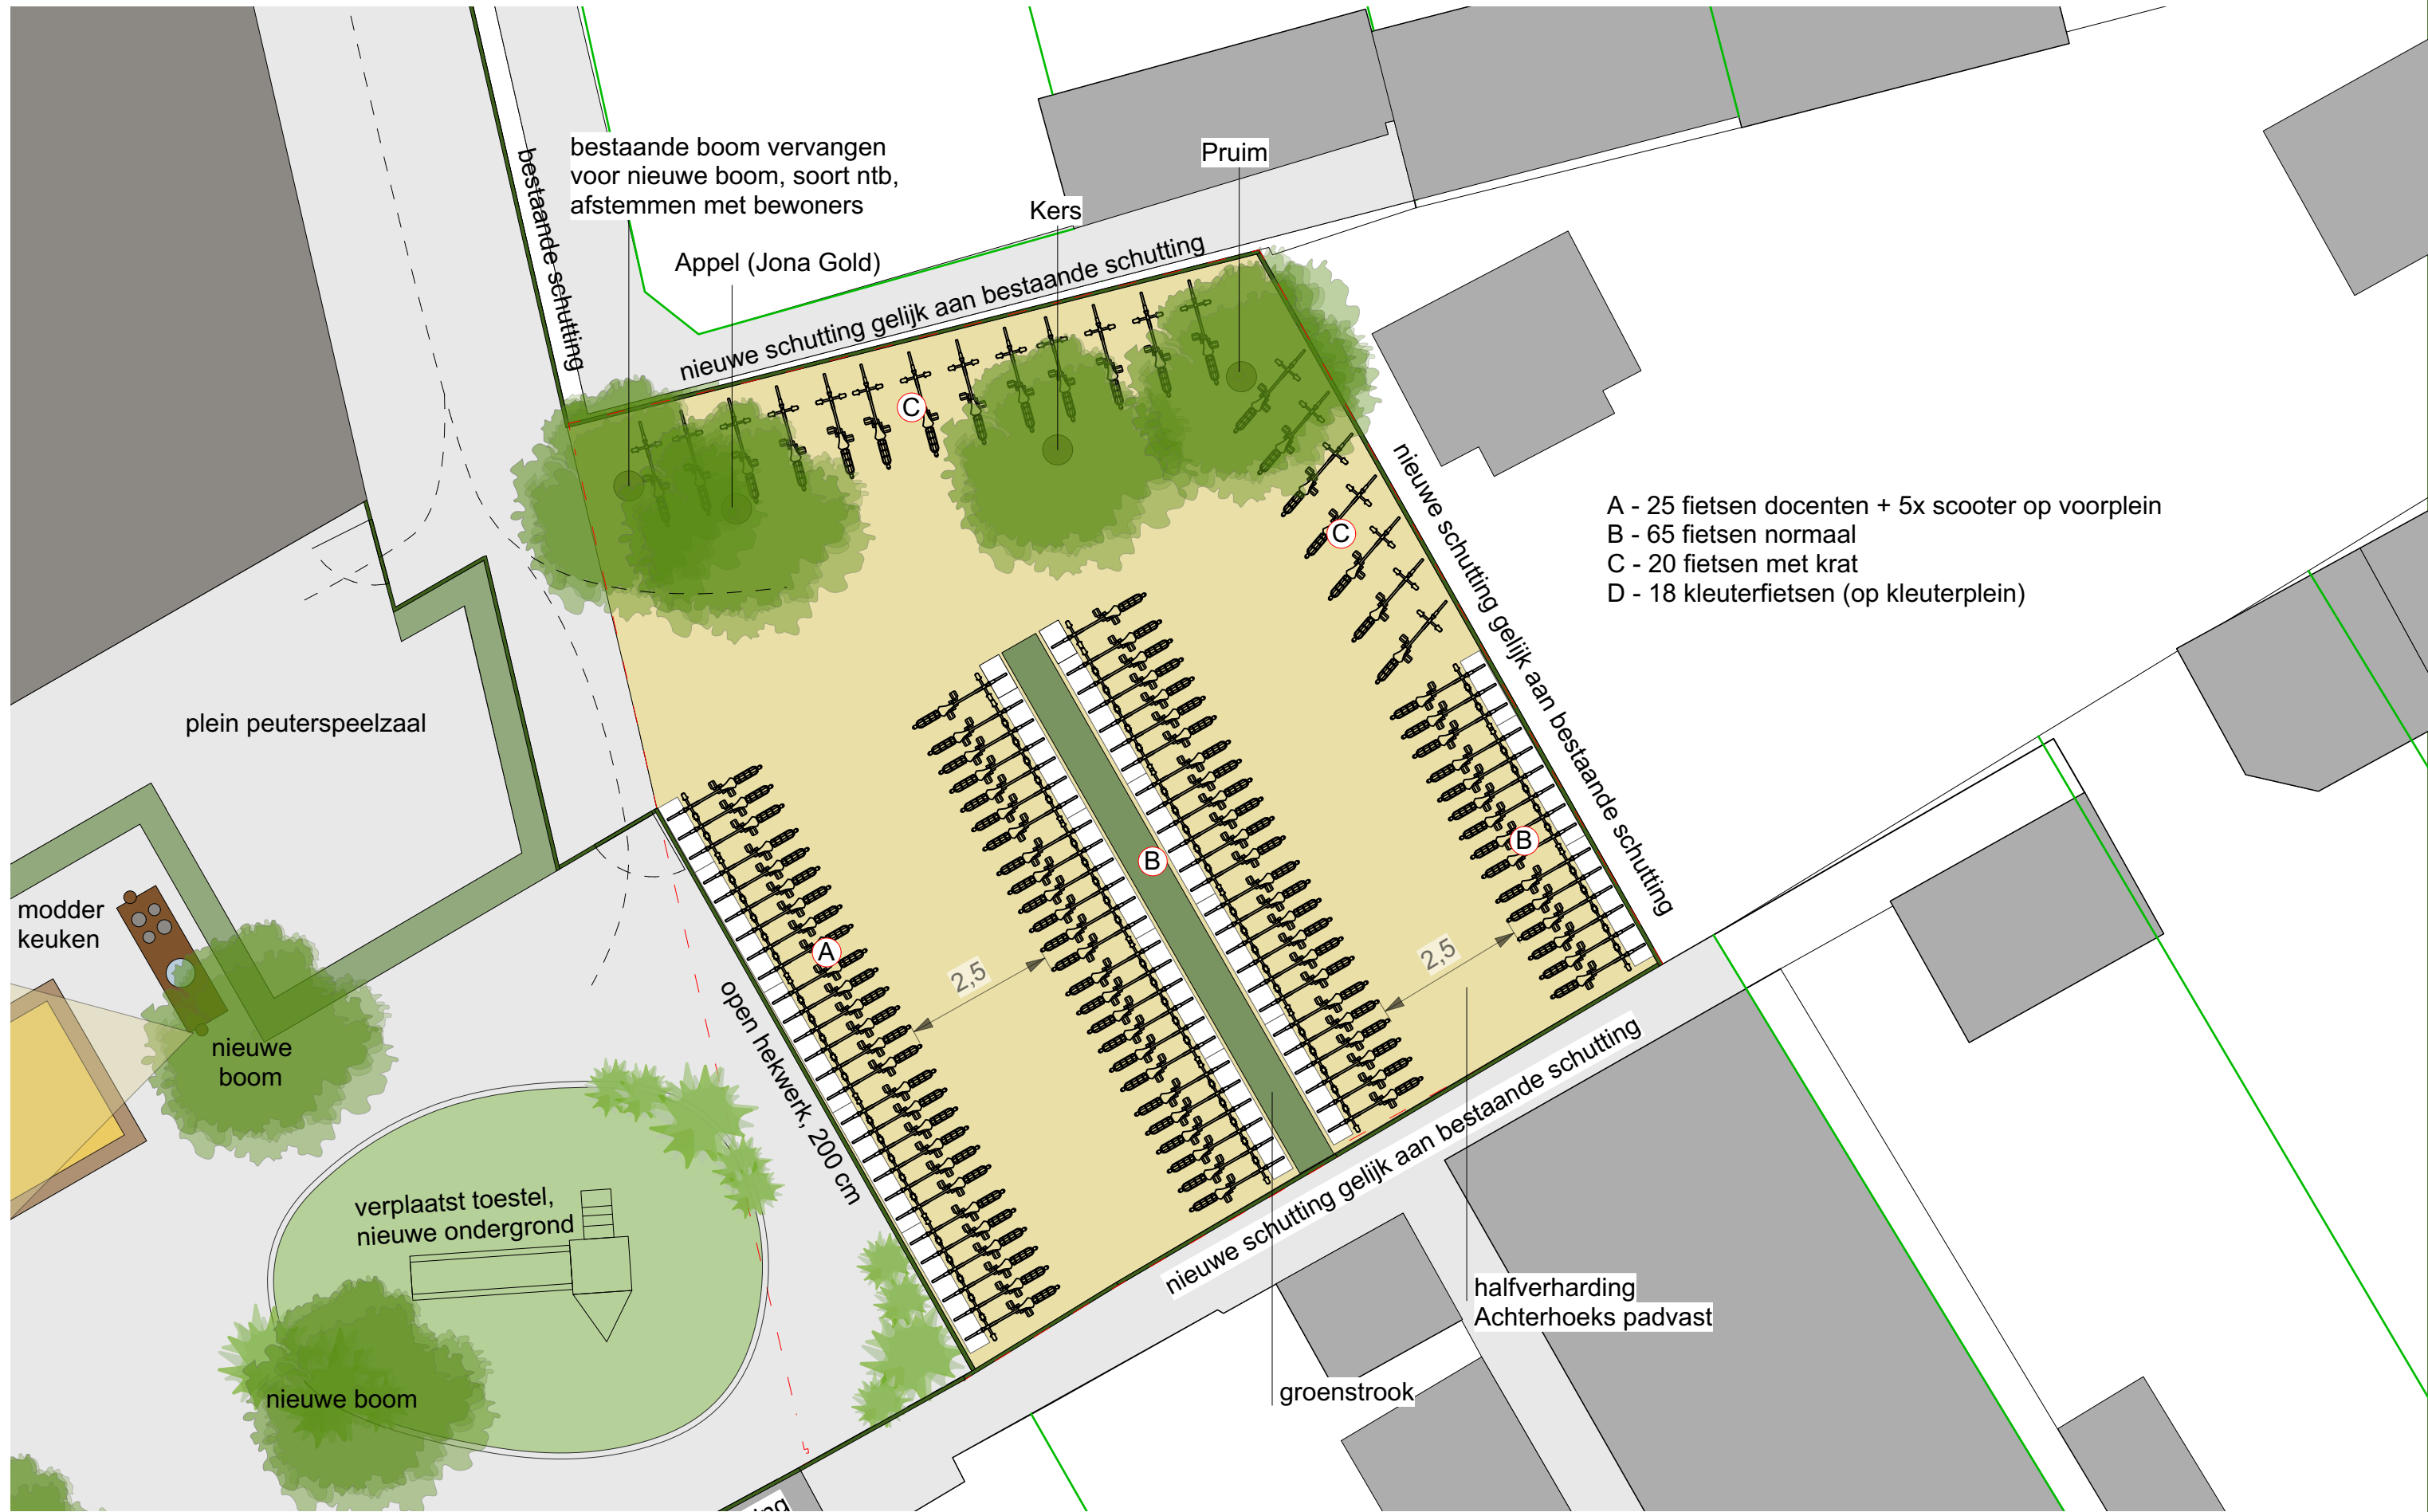 bestaande schutting
bestaande boom vervangen
voor nieuwe boom, soort ntb,
afstemmen met bewoners
Appel (Jona Gold)
Kers
Pruim
nieuwe schutting gelijk aan bestaande schutting
C
C
nieuwe schutting gelijk aan bestaande schutting
A - 25 fietsen docenten + 5x scooter op voorplein
B - 65 fietsen normaal
C - 20 fietsen met krat
D - 18 kleuterfietsen (op kleuterplein)
plein peuterspeelzaal
B
B
A
2,5
2,5
modder
keuken
nieuwe
boom
open hekwerk, 200 cm
nieuwe schutting gelijk aan bestaande schutting
verplaatst toestel,
nieuwe ondergrond
halfverharding
Achterhoeks padvast
groenstrook
nieuwe boom